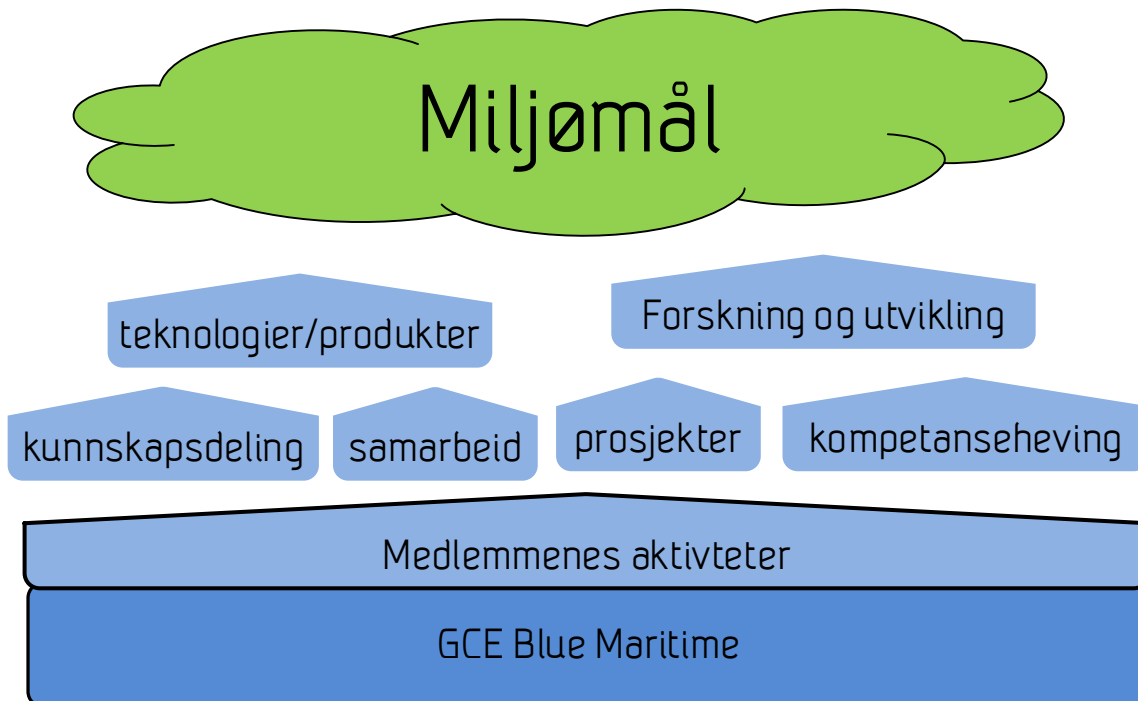 Miljømål
teknologier/produkter
Forskning og utvikling
kunnskapsdeling
samarbeid
prosjekter
kompetanseheving
Medlemmenes aktivteter
GCE Blue Maritime